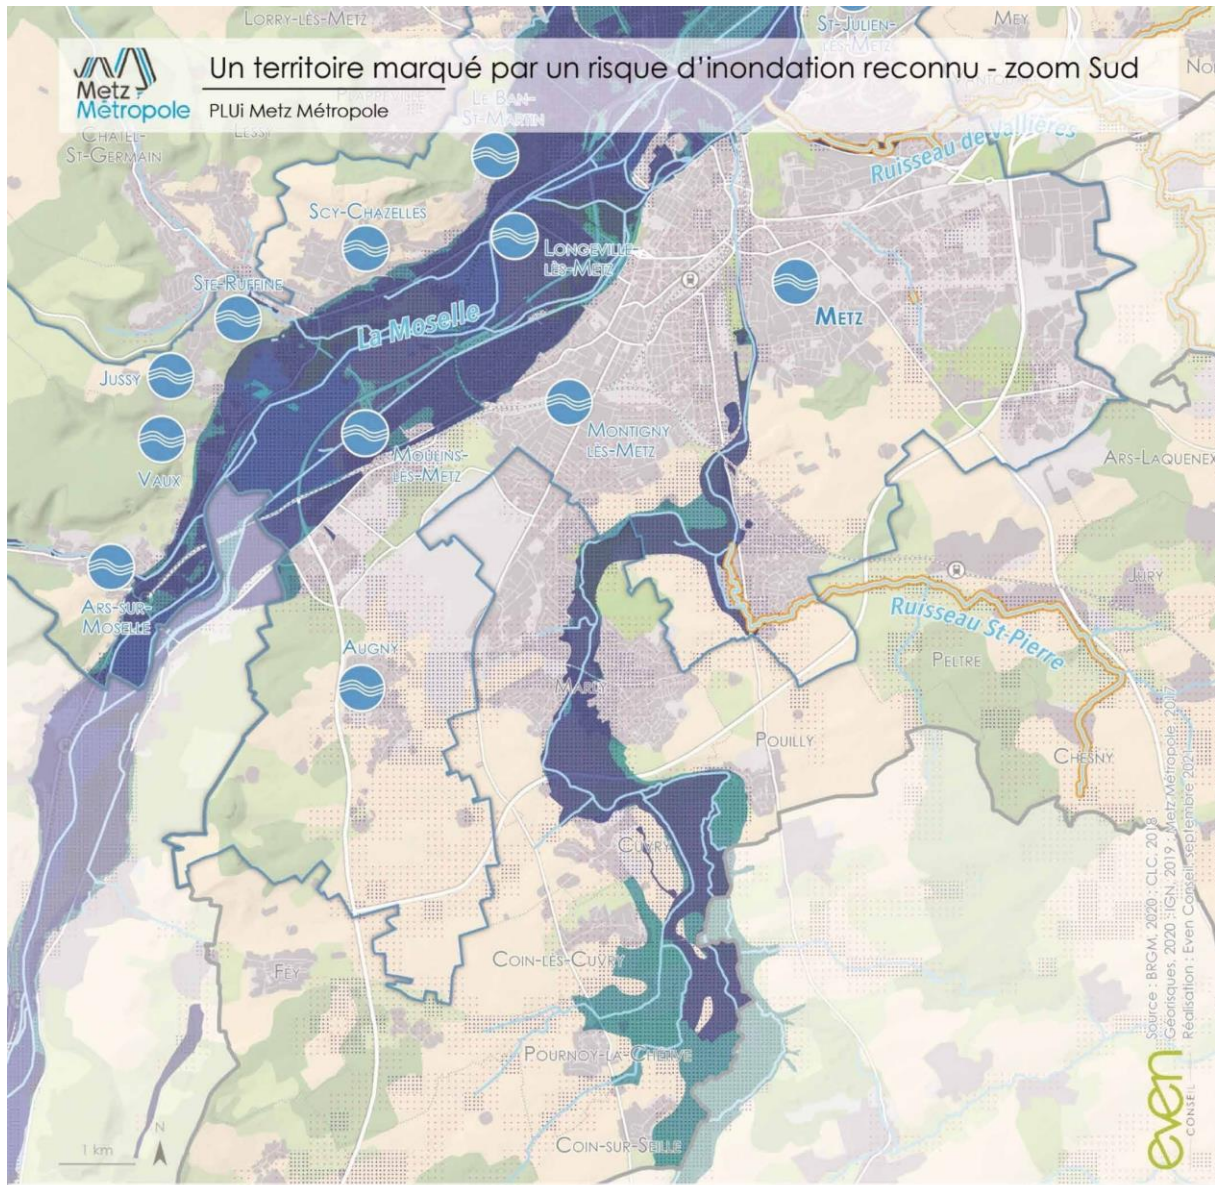 LORRY-LÈS-METZ
ST-JULIEN-
LÈS-METZ
MEY
Metz
Métropole
Un territoire marqué par un risque d'inondation reconnu - zoom Sud
PLUi Metz Métropole
LE BAN-
ST-MARTIN
CHÂTEL-
ST-GERMAIN
LESSY
Ruisseau de Vallières
SCY-CHAZELLES
LONGEVILLE-
LÈS-METZ
STE-RUFFINE
METZ
La Moselle
JUSSY
MONTIGNY
LÈS-METZ
VAUX
MOULINS-
LÈS-METZ
ARS-LAQUENEX
ARS-SUR-
MOSELLE
JURY
Ruisseau St-Pierre
AUGNY
PELTRE
MARLY
POUILLY
CHESNY
CUVRY
COIN-LÈS-CUVRY
FEY
POURNOY-LA-CHÉTIVE
COIN-SUR-SEILLE
1 km
N
even
CONSEIL
Source : BRGM, 2020 ; CLC, 2018
Géorisques, 2020 ; IGN, 2019 ; Metz Métropole, 2017
Réalisation : Even Conseil, septembre 2021